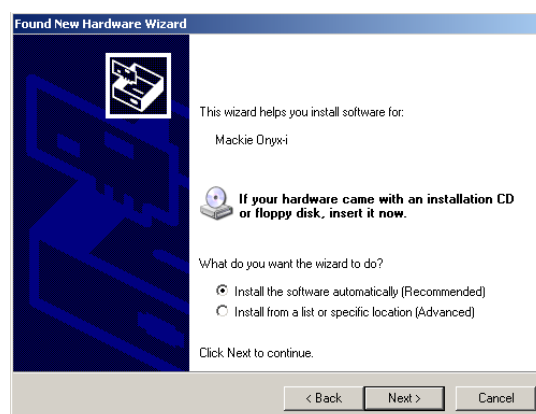 Found New Hardware Wizard
This wizard helps you install software for:
Mackie Onyx-i
If your hardware came with an installation CD
or floppy disk, insert it now.
What do you want the wizard to do?
Install the software automatically (Recommended)
Install from a list or specific location (Advanced)
Click Next to continue.
< Back
Next >
Cancel